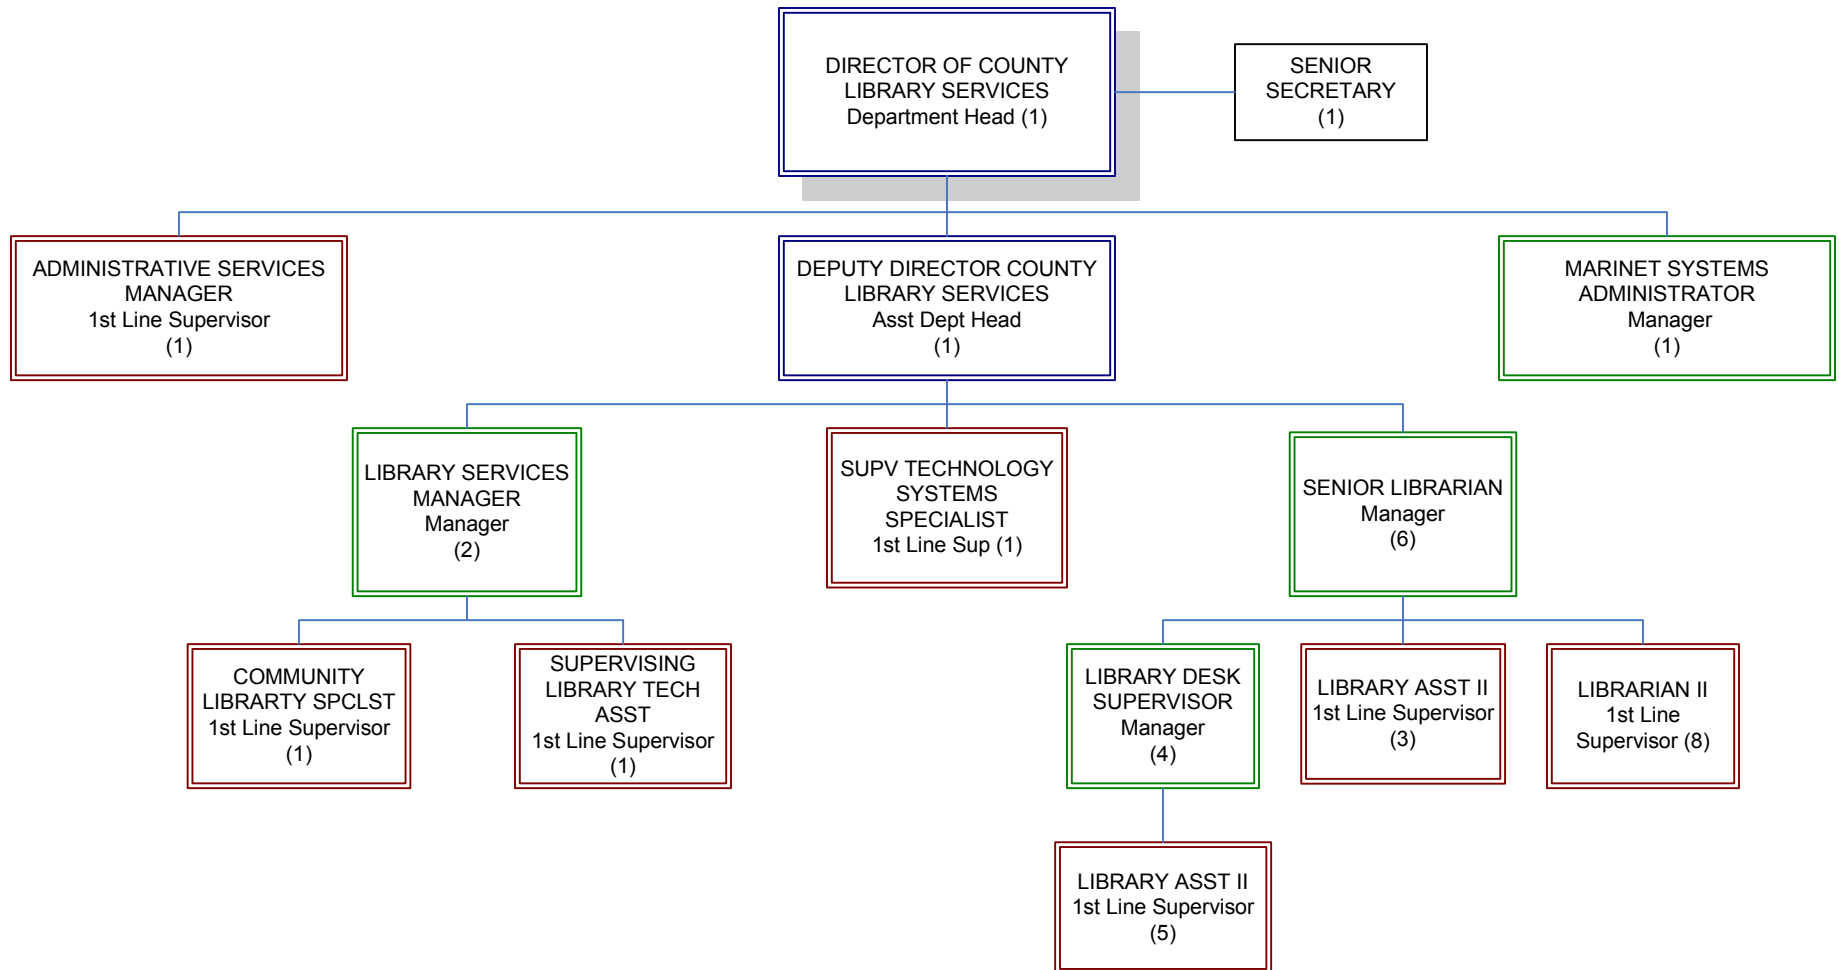 DIRECTOR OF COUNTY
LIBRARY SERVICES
Department Head (1)
SENIOR
SECRETARY
(1)
ADMINISTRATIVE SERVICES
MANAGER
1st Line Supervisor
(1)
DEPUTY DIRECTOR COUNTY
LIBRARY SERVICES
Asst Dept Head
(1)
MARINET SYSTEMS
ADMINISTRATOR
Manager
(1)
LIBRARY SERVICES
MANAGER
Manager
(2)
SUPV TECHNOLOGY
SYSTEMS
SPECIALIST
1st Line Sup (1)
SENIOR LIBRARIAN
Manager
(6)
COMMUNITY
LIBRARTY SPCLST
1st Line Supervisor
(1)
SUPERVISING
LIBRARY TECH
ASST
1st Line Supervisor
(1)
LIBRARY DESK
SUPERVISOR
Manager
(4)
LIBRARY ASST II
1st Line Supervisor
(3)
LIBRARIAN II
1st Line
Supervisor (8)
LIBRARY ASST II
1st Line Supervisor
(5)